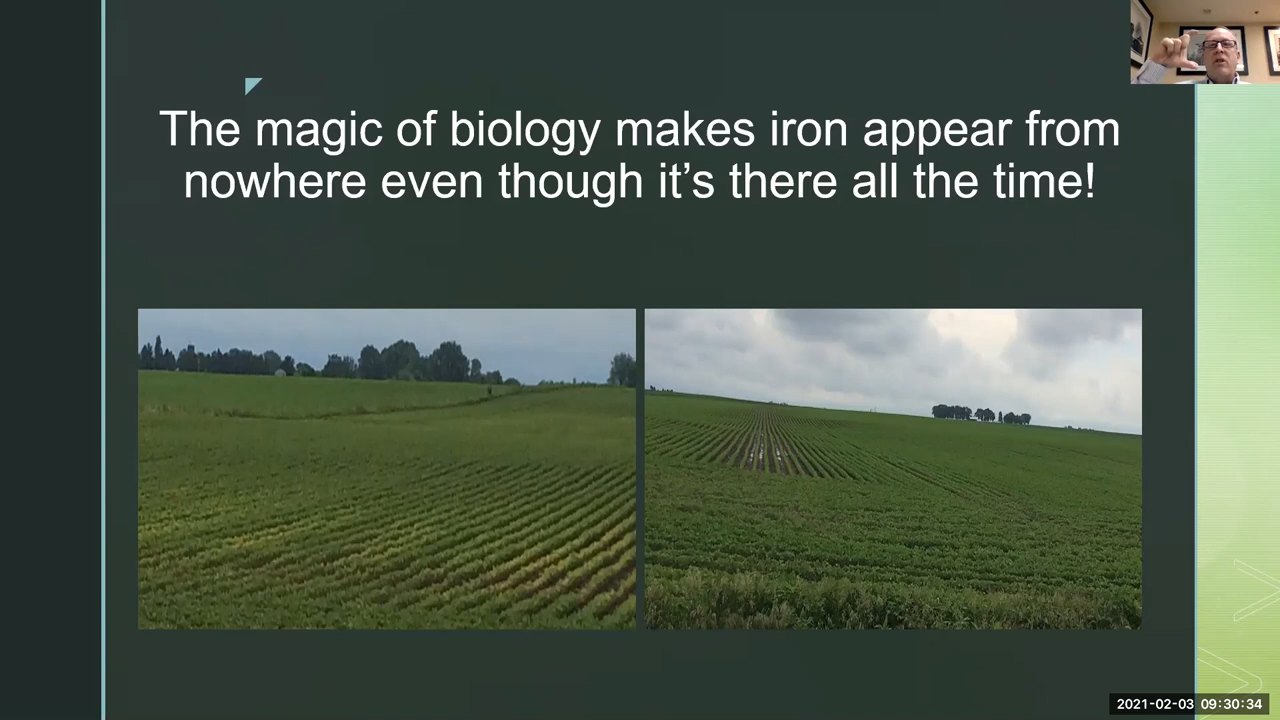 The magic of biology makes iron appear from
nowhere even though it’s there all the time!
2021-02-03 09:30:34